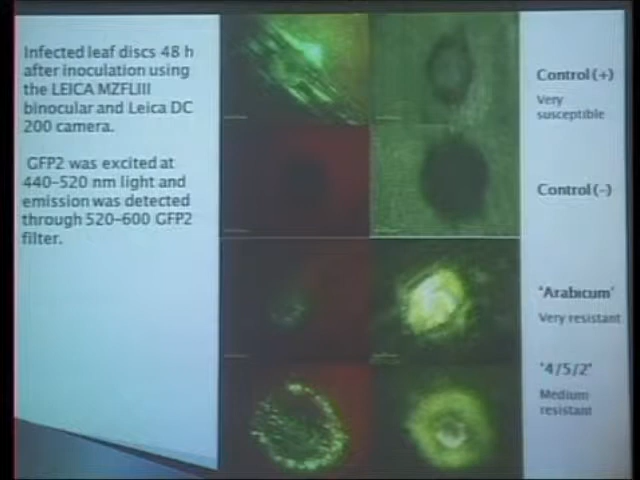 Infected leaf discs 48 h
after inoculation using
the LEICA MZFLIII
binocular and Leica DC
200 camera.
GFP2 was excited at
440-520 nm light and
emission was detected
through 520-600 GFP2
filter.
Control (+)
Very
susceptible
Control (-)
'Arabicum'
Very resistant
'4/5/2'
Medium
resistant